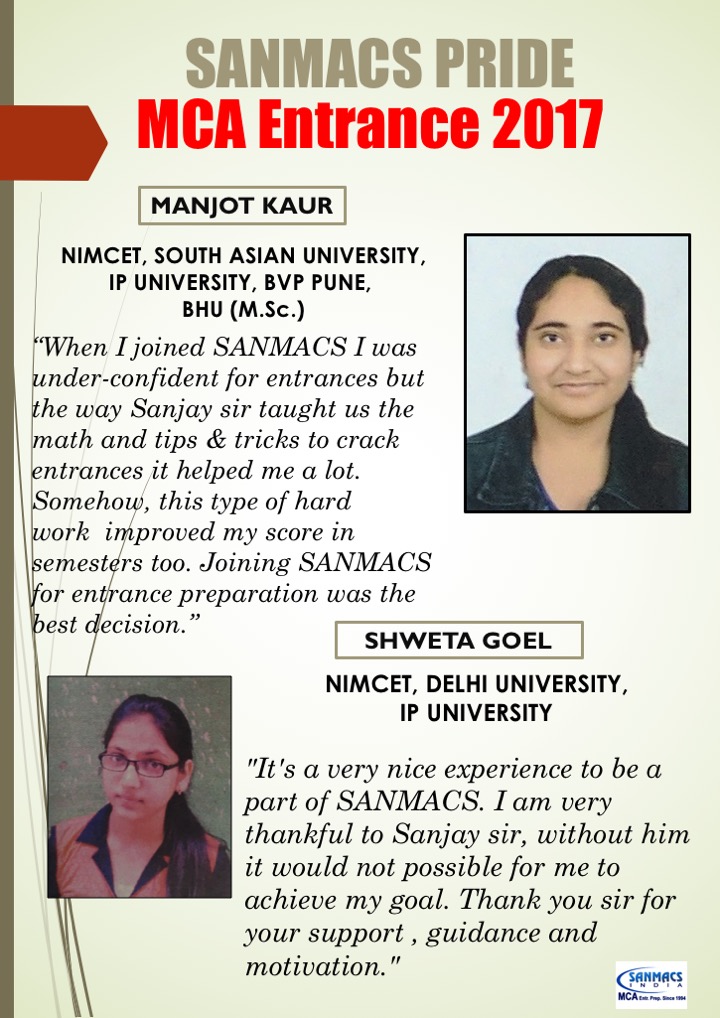 SANMACS PRIDE
MCA Entrance 2017
MANJOT KAUR
NIMCET, SOUTH ASIAN UNIVERSITY,
IP UNIVERSITY, BVP PUNE,
BHU (M.Sc.)
“When I joined SANMACS I was
under-confident for entrances but
the way Sanjay sir taught us the
math and tips & tricks to crack
entrances it helped me a lot.
Somehow, this type of hard
work  improved my score in
semesters too. Joining SANMACS
for entrance preparation was the
best decision.”
SHWETA GOEL
NIMCET, DELHI UNIVERSITY,
IP UNIVERSITY
"It's a very nice experience to be a
part of SANMACS. I am very
thankful to Sanjay sir, without him
it would not possible for me to
achieve my goal. Thank you sir for
your support , guidance and
motivation."
SANMACS
INDIA
MCA Entr. Prep. Since 1994